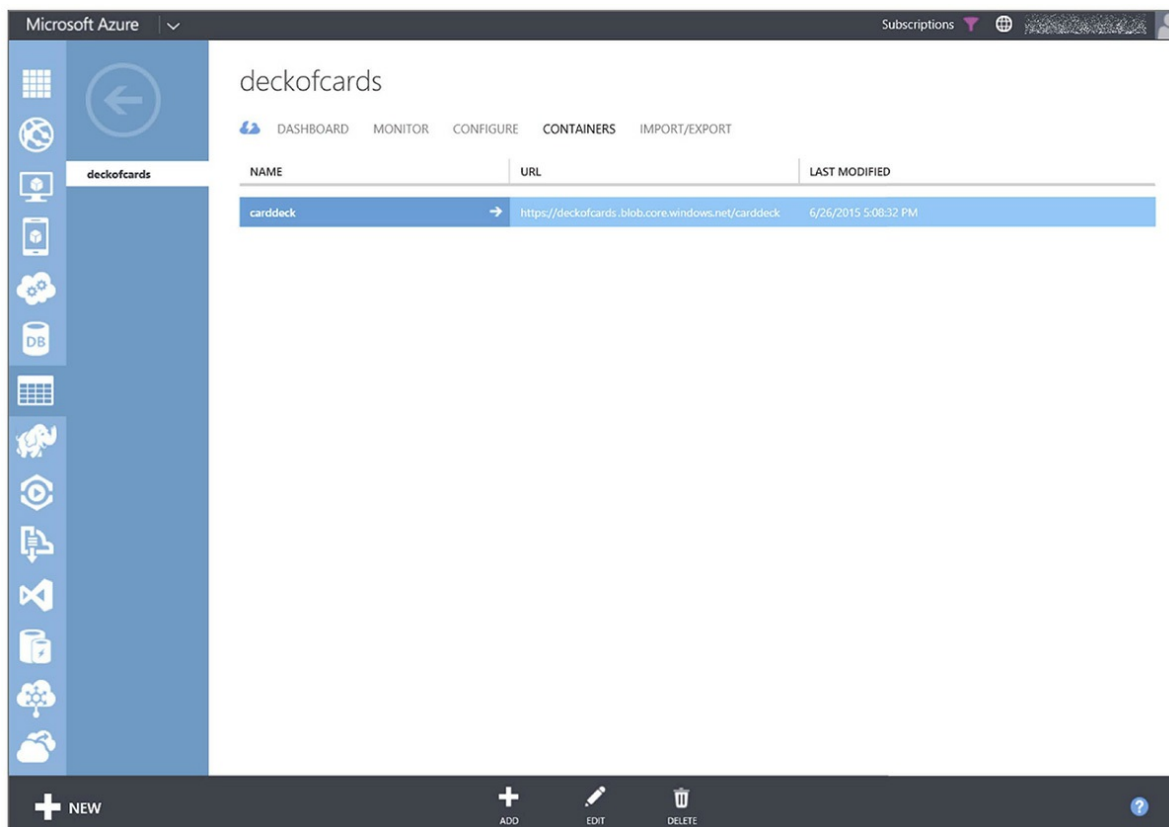 Microsoft Azure
Subscriptions
deckofcards
DASHBOARD MONITOR CONFIGURE CONTAINERS IMPORT/EXPORT
deckofcards
NAME URL LAST MODIFIED
carddeck https://deckofcards.blob.core.windows.net/carddeck 6/26/2015 5:08:32 PM
DB
NEW
ADD EDIT DELETE
?